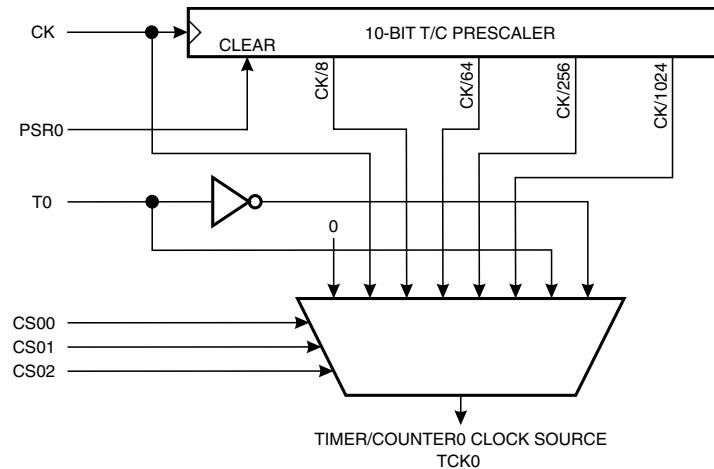 CK
10-BIT T/C PRESCALER
CLEAR
CK/8
CK/64
CK/256
CK/1024
PSR0
T0
0
CS00
CS01
CS02
TIMER/COUNTER0 CLOCK SOURCE
TCK0